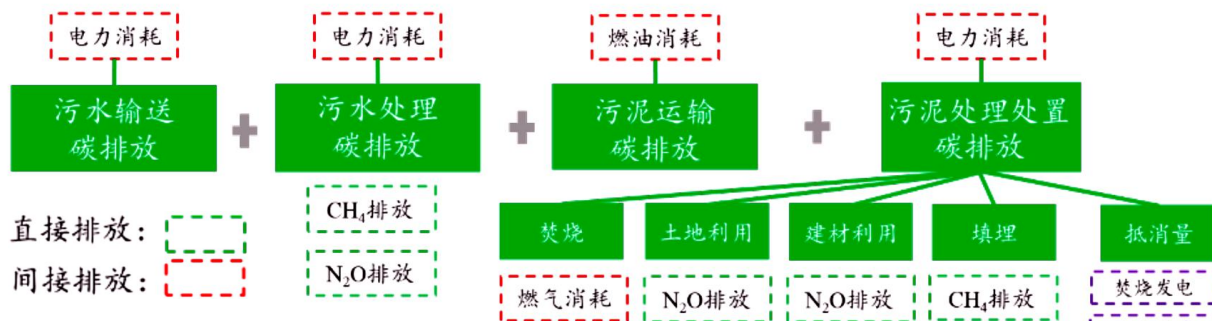 电力消耗
电力消耗
燃油消耗
电力消耗
污水输送
碳排放
+
污水处理
碳排放
+
污泥运输
碳排放
+
污泥处理处置
碳排放
CH₄排放
N₂O排放
直接排放:
间接排放:
焚烧
土地利用
建材利用
填埋
抵消量
燃气消耗
N₂O排放
N₂O排放
CH₄排放
焚烧发电